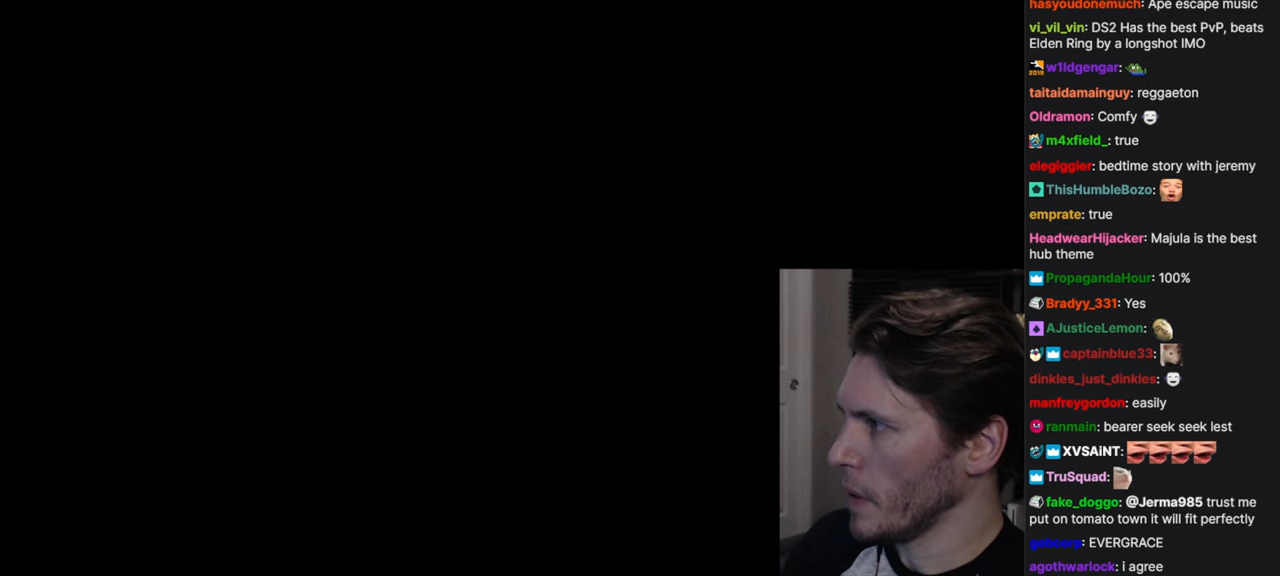 hasyoudonemuch: Ape escape music
vi_vil_vin: DS2 Has the best PvP, beats
Elden Ring by a longshot IMO
2019 w1ldgengar:
taitaidamainguy: reggaeton
Oldramon: Comfy
m4xfield_: true
elegiggler: bedtime story with jeremy
ThisHumbleBozo:
emprate: true
HeadwearHijacker: Majula is the best
hub theme
PropagandaHour: 100%
Bradyy_331: Yes
AJusticeLemon:
captainblue33:
dinkles_just_dinkles:
manfreygordon: easily
ranmain: bearer seek seek lest
XVSAiNT:
TruSquad:
fake_doggo: @Jerma985 trust me
put on tomato town it will fit perfectly
: EVERGRACE
agothwarlock: i agree